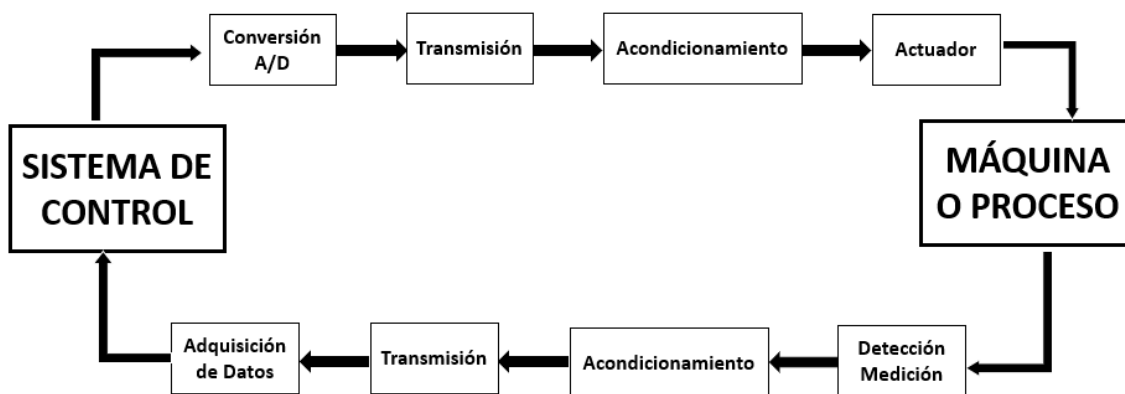 Conversión
A/D
Transmisión
Acondicionamiento
Actuador
SISTEMA DE
CONTROL
MÁQUINA
O PROCESO
Adquisición
de Datos
Transmisión
Acondicionamiento
Detección
Medición